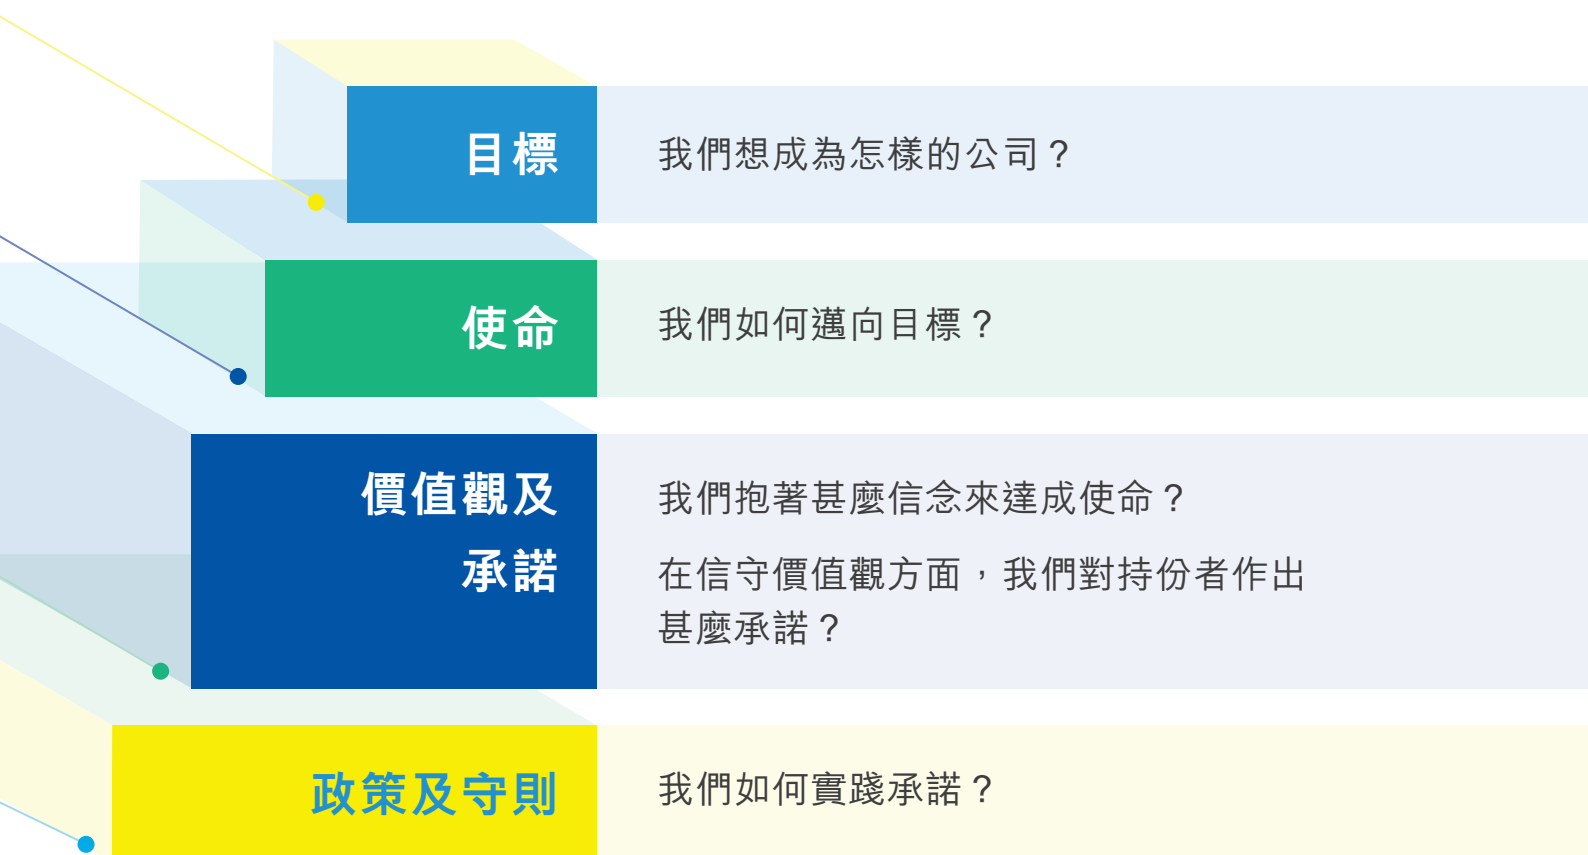 目標
我們想成為怎樣的公司？
使命
我們如何邁向目標？
價值觀及
承諾
我們抱著甚麼信念來達成使命？
在信守價值觀方面，我們對持份者作出
甚麼承諾？
政策及守則
我們如何實踐承諾？